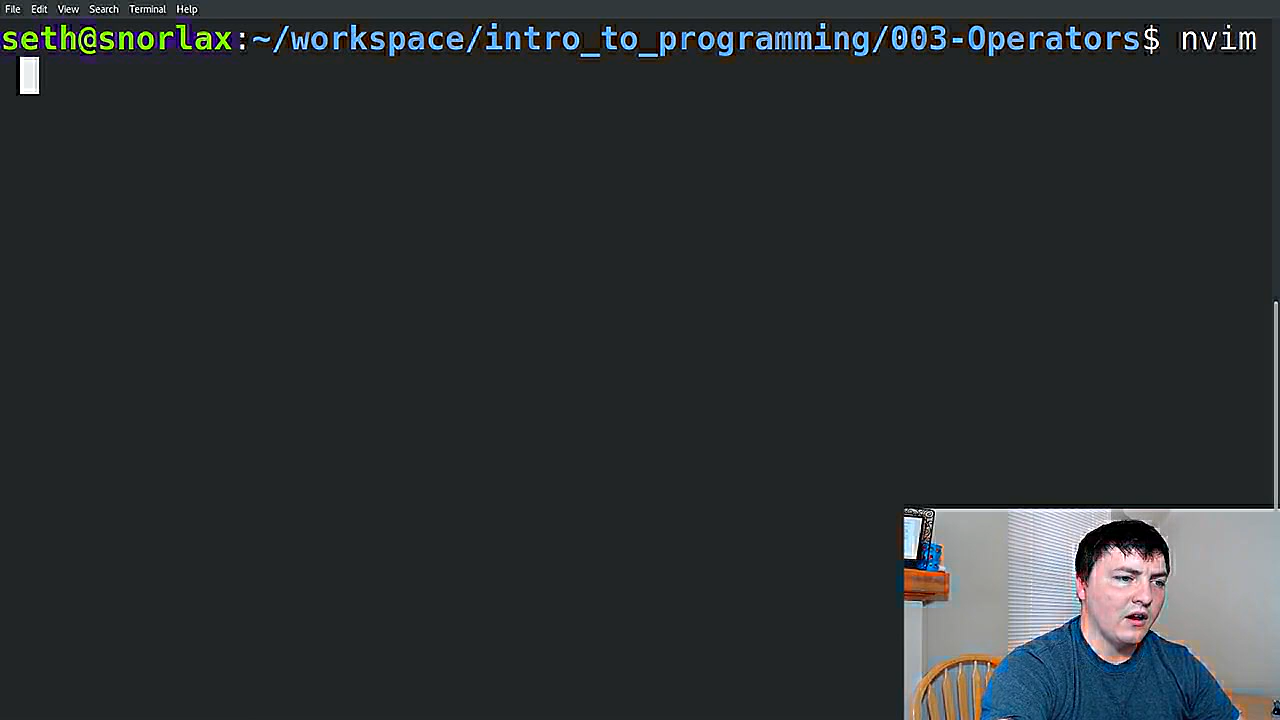 File Edit View Search Terminal Help
seth@snorlax:~/workspace/intro_to_programming/003-Operators$ nvim